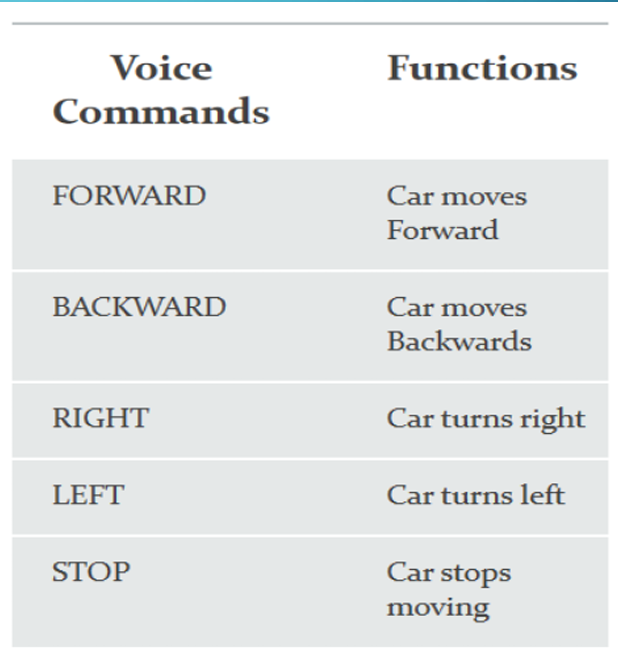 Voice Commands	Functions
FORWARD	Car moves Forward
BACKWARD	Car moves Backwards
RIGHT	Car turns right
LEFT	Car turns left
STOP	Car stops moving